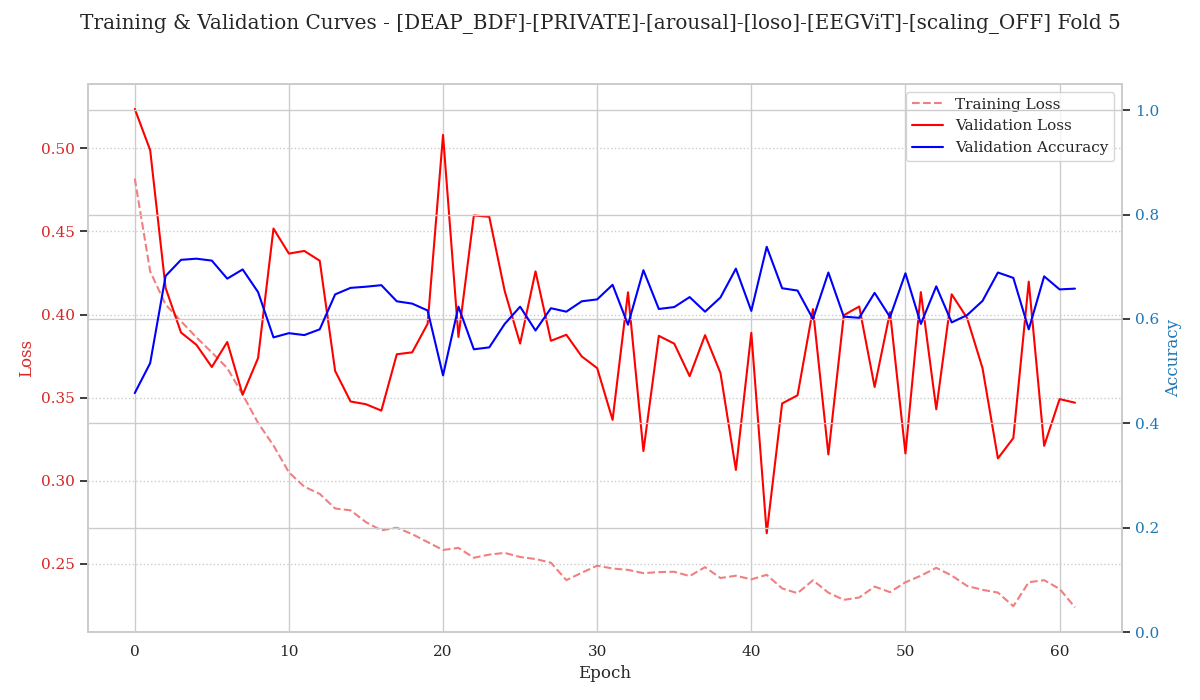 Training & Validation Curves - [DEAP_BDF]-[PRIVATE]-[arousal]-[loso]-[EEGViT]-[scaling_OFF] Fold 5
Training Loss
Validation Loss
Validation Accuracy
0.50
0.45
0.40
0.35
0.30
0.25
Loss
1.0
0.8
0.6
0.4
0.2
0.0
Accuracy
0 10 20 30 40 50 60
Epoch